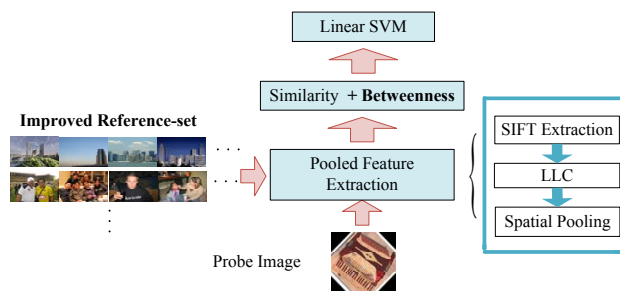 Linear SVM
Similarity + Betweenness
Improved Reference-set
. . .
Pooled Feature
Extraction
. . .
SIFT Extraction
LLC
Spatial Pooling
Probe Image